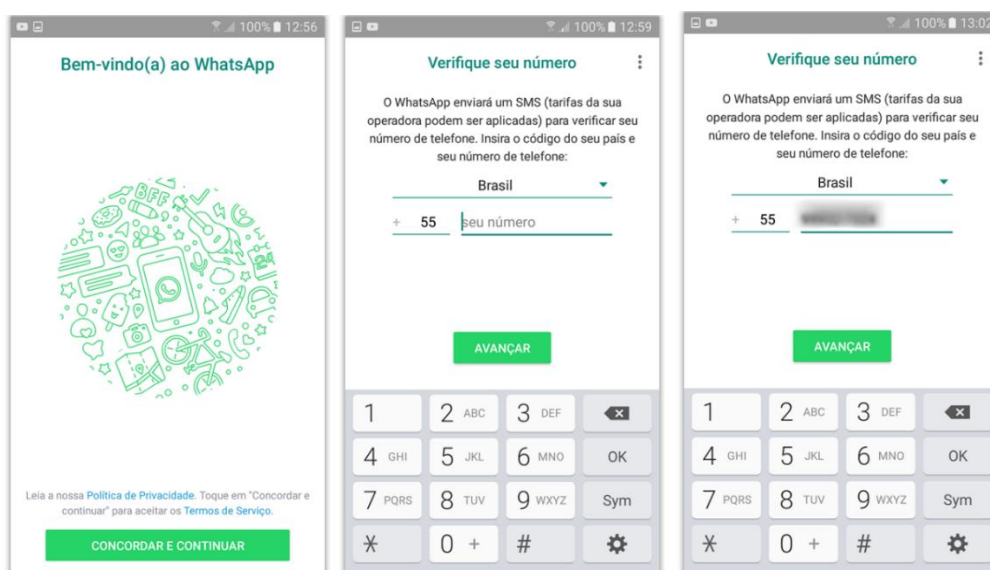 100% 12:56
Bem-vindo(a) ao WhatsApp
BFF
24
Leia a nossa Política de Privacidade. Toque em "Concordar e
continuar" para aceitar os Termos de Serviço.
CONCORDAR E CONTINUAR
100% 12:59
Verifique seu número
O WhatsApp enviará um SMS (tarifas da sua
operadora podem ser aplicadas) para verificar seu
número de telefone. Insira o código do seu país e
seu número de telefone:
Brasil
+ 55 seu número
AVANÇAR
1 2 ABC 3 DEF
4 GHI 5 JKL 6 MNO OK
7 PQRS 8 TUV 9 WXYZ Sym
* 0 + #
100% 13:02
Verifique seu número
O WhatsApp enviará um SMS (tarifas da sua
operadora podem ser aplicadas) para verificar seu
número de telefone. Insira o código do seu país e
seu número de telefone:
Brasil
+ 55
AVANÇAR
1 2 ABC 3 DEF
4 GHI 5 JKL 6 MNO OK
7 PQRS 8 TUV 9 WXYZ Sym
* 0 + #